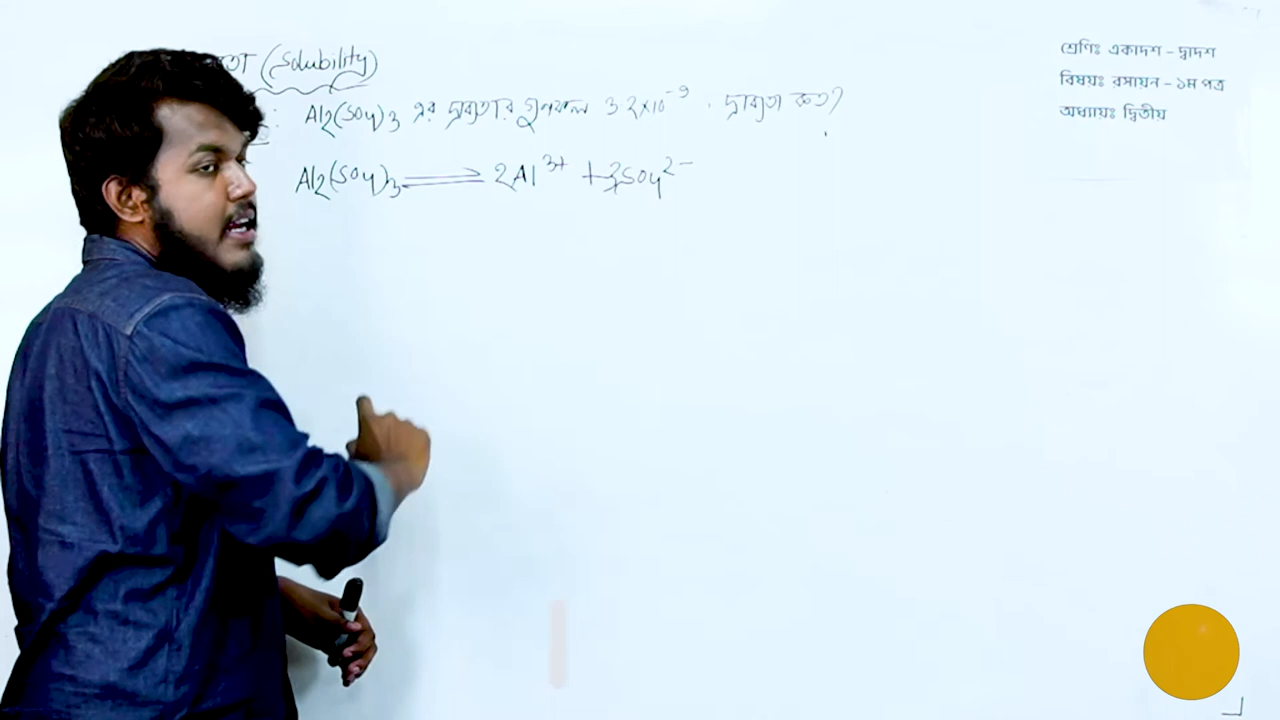 (Solubility)
Al2(SO4)3 এর দ্রাব্যতার গুণফল 3.2×10⁻⁹ . দ্রাব্যতা কত?
Al2(SO4)3 ⇌ 2Al³⁺ + 3SO4²⁻
শ্রেণিঃ একাদশ – দ্বাদশ
বিষয়ঃ রসায়ন – ১ম পত্র
অধ্যায়ঃ দ্বিতীয়